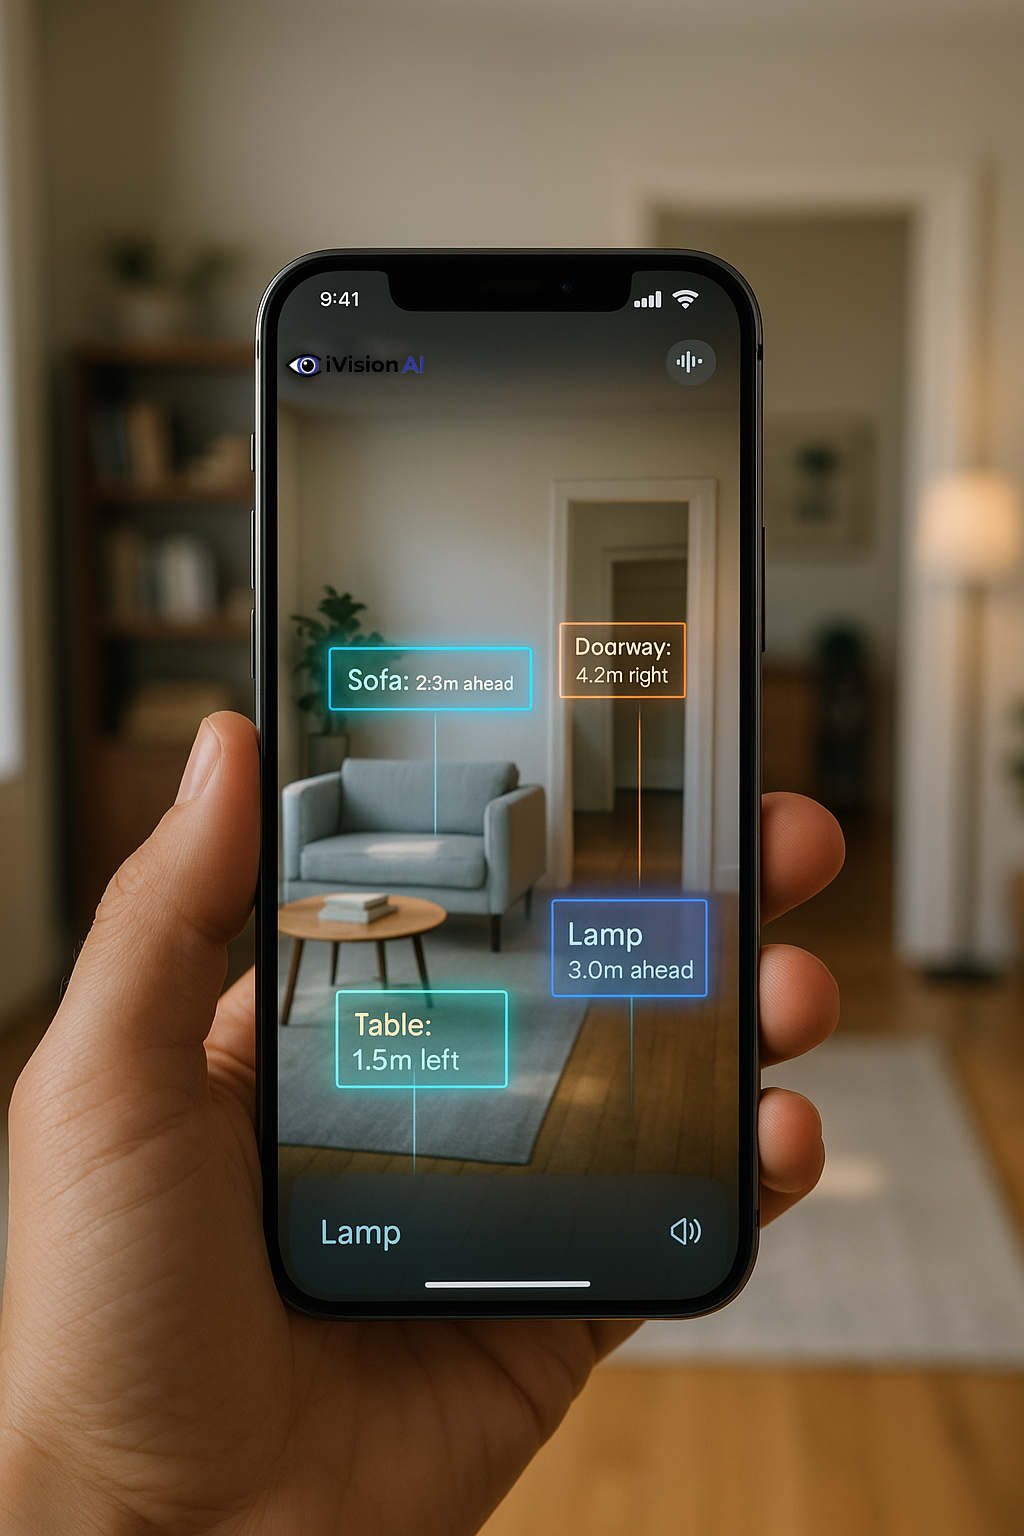 9:41
iVision AI
Sofa: 2:3m ahead
Doarway:
4.2m right
Lamp
3.0m ahead
Table:
1.5m left
Lamp